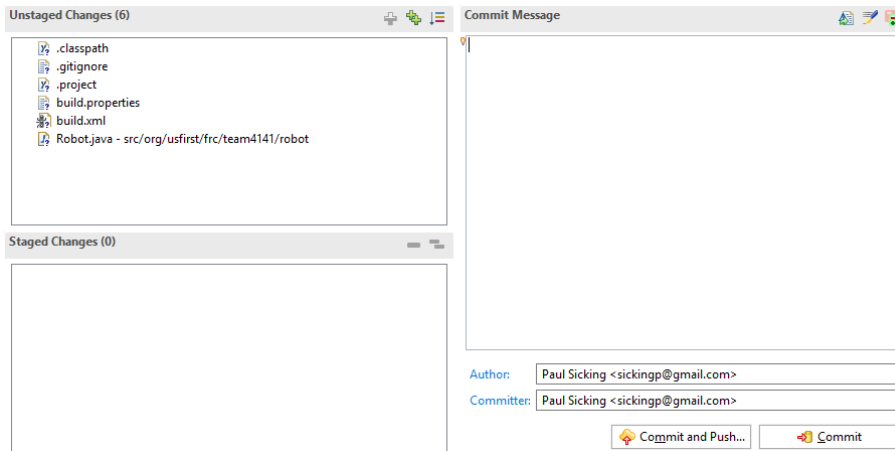 Unstaged Changes (6)
.classpath
.gitignore
.project
build.properties
build.xml
Robot.java - src/org/usfirst/frc/team4141/robot
Staged Changes (0)
Commit Message
Author: Paul Sicking <sickingp@gmail.com>
Committer: Paul Sicking <sickingp@gmail.com>
Commit and Push... Commit